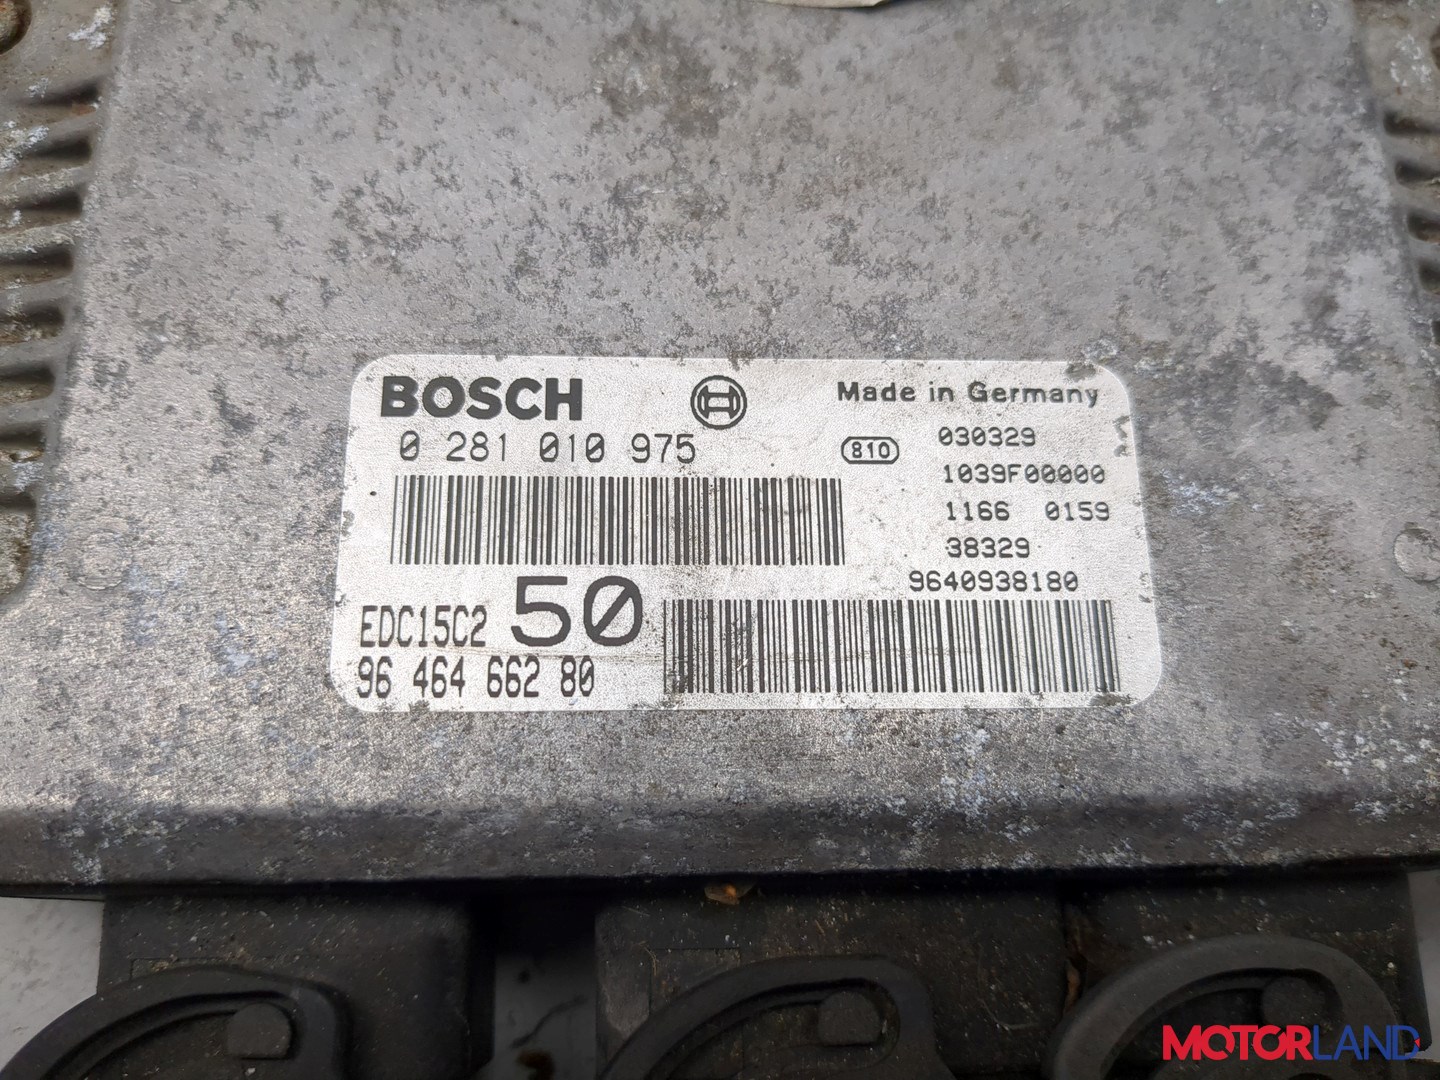 BOSCH
Made in Germany
0 281 010 975
810
030329
1039F00000
1166 0159
38329
9640938180
EDC15C2 50
96 464 662 80
MOTORLAND